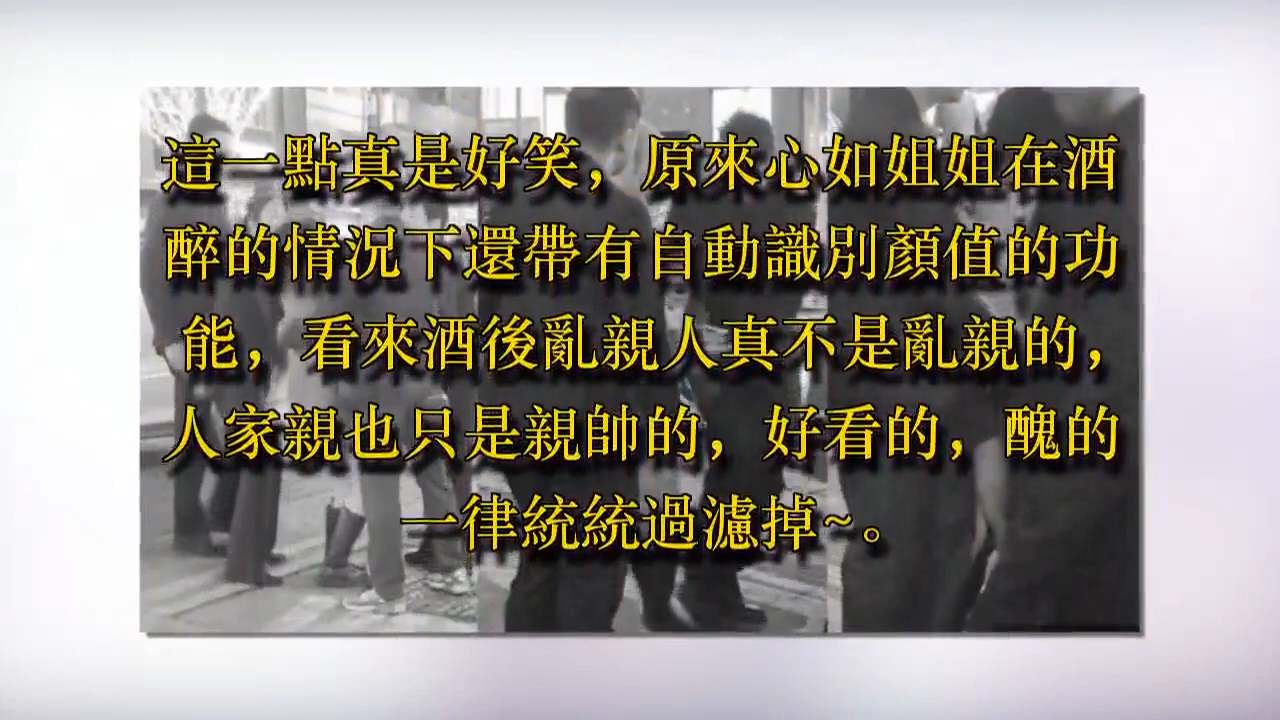 這一點真是好笑，原來心如姐姐在酒
醉的情況下還帶有自動識別顏值的功
能，看來酒後亂親人真不是亂親的，
人家親也只是親帥的，好看的，醜的
一律統統過濾掉~。